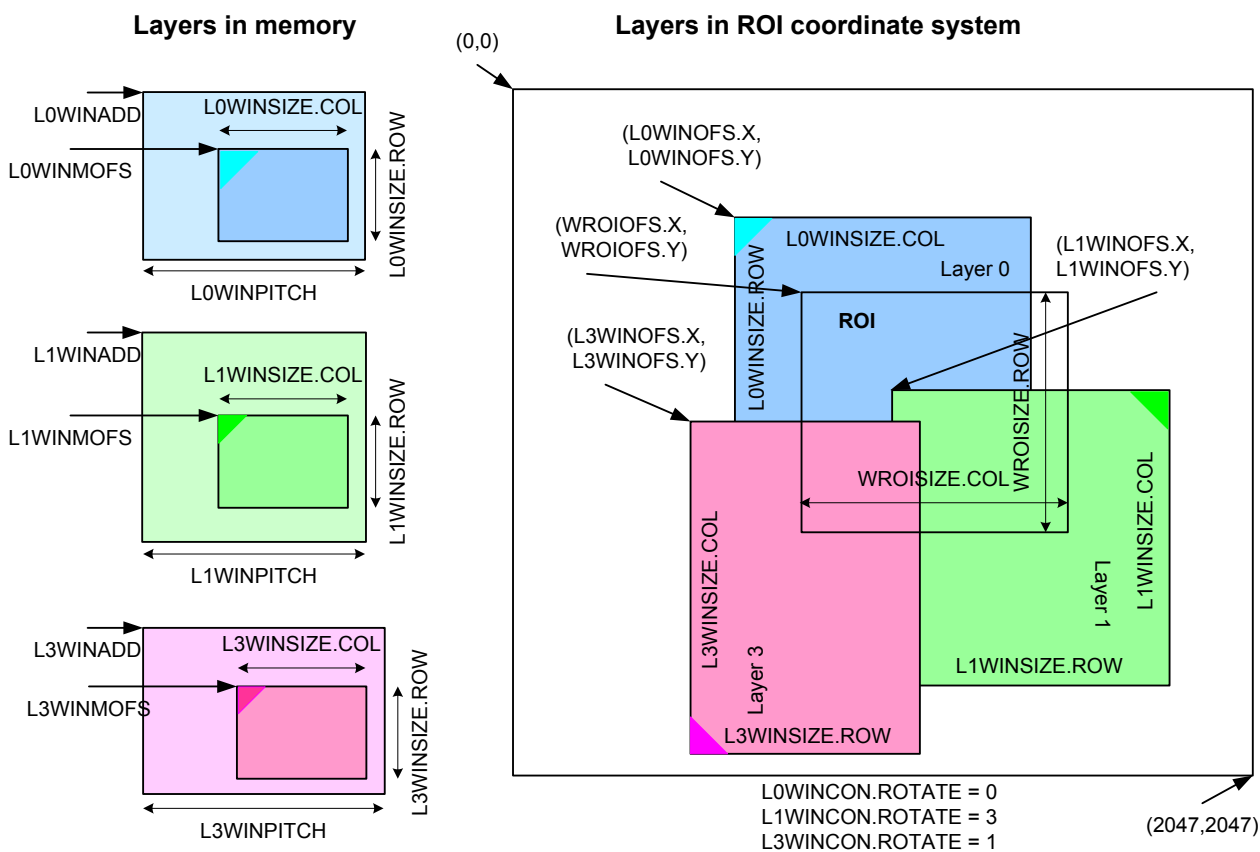 Layers in memory
L0WINADD
L0WINSIZE.COL
L0WINMOFS
L0WINSIZE.ROW
L0WINPITCH
L1WINADD
L1WINSIZE.COL
L1WINMOFS
L1WINSIZE.ROW
L1WINPITCH
L3WINADD
L3WINSIZE.COL
L3WINMOFS
L3WINSIZE.ROW
L3WINPITCH
Layers in ROI coordinate system
(0,0)
(L0WINOFS.X,
L0WINOFS.Y)
(WROIOFS.X,
WROIOFS.Y)
(L1WINOFS.X,
L1WINOFS.Y)
(L3WINOFS.X,
L3WINOFS.Y)
L0WINSIZE.COL
Layer 0
L0WINSIZE.ROW
ROI
WROISIZE.ROW
WROISIZE.COL
L1WINSIZE.COL
Layer 1
L1WINSIZE.ROW
L3WINSIZE.COL
Layer 3
L3WINSIZE.ROW
L0WINCON.ROTATE = 0
L1WINCON.ROTATE = 3
L3WINCON.ROTATE = 1
(2047,2047)